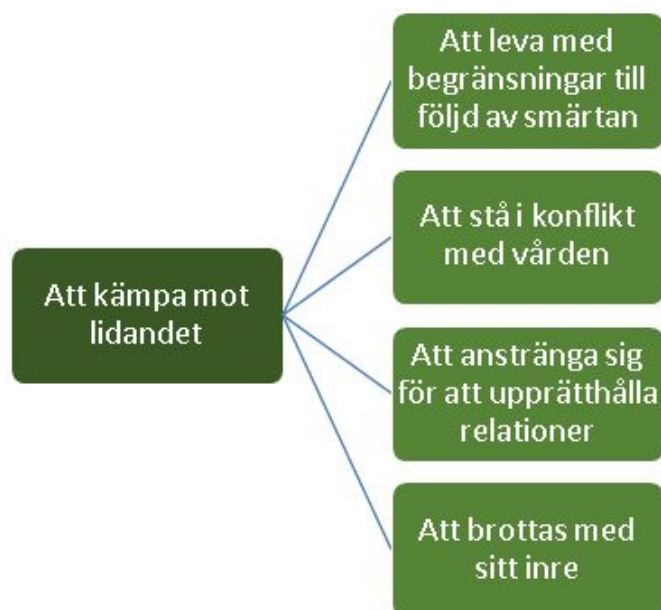 Att leva med
begränsningar till
följd av smärtan
Att stå i konflikt
med vården
Att kämpa mot
lidandet
Att anstränga sig
för att upprätthålla
relationer
Att brottas med
sitt inre